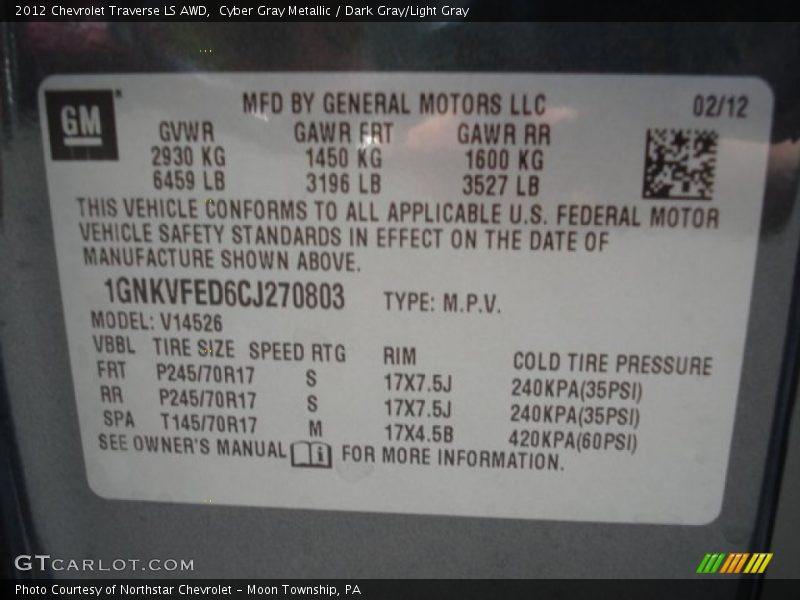 2012 Chevrolet Traverse LS AWD,  Cyber Gray Metallic / Dark Gray/Light Gray
GM
MFD BY GENERAL MOTORS LLC 02/12
GVWR GAWR FRT GAWR RR
2930 KG 1450 KG 1600 KG
6459 LB 3196 LB 3527 LB
THIS VEHICLE CONFORMS TO ALL APPLICABLE U.S. FEDERAL MOTOR
VEHICLE SAFETY STANDARDS IN EFFECT ON THE DATE OF
MANUFACTURE SHOWN ABOVE.
1GNKVFED6CJ270803 TYPE: M.P.V.
MODEL: V14526
VBBL TIRE SIZE SPEED RTG RIM COLD TIRE PRESSURE
FRT P245/70R17 S 17X7.5J 240KPA(35PSI)
RR P245/70R17 S 17X7.5J 240KPA(35PSI)
SPA T145/70R17 M 17X4.5B 420KPA(60PSI)
SEE OWNER'S MANUAL FOR MORE INFORMATION.
GTCARLOT.COM
Photo Courtesy of Northstar Chevrolet - Moon Township, PA